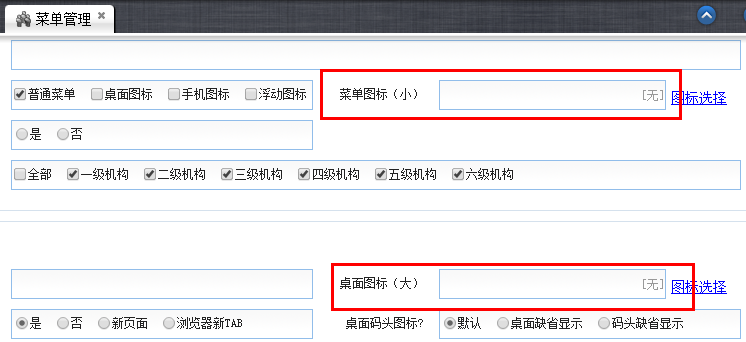 菜单管理
普通菜单 桌面图标 手机图标 浮动图标 菜单图标（小） [无] 图标选择
是 否
全部 一级机构 二级机构 三级机构 四级机构 五级机构 六级机构
桌面图标（大） [无] 图标选择
是 否 新页面 浏览器新TAB 桌面码头图标? 默认 桌面缺省显示 码头缺省显示